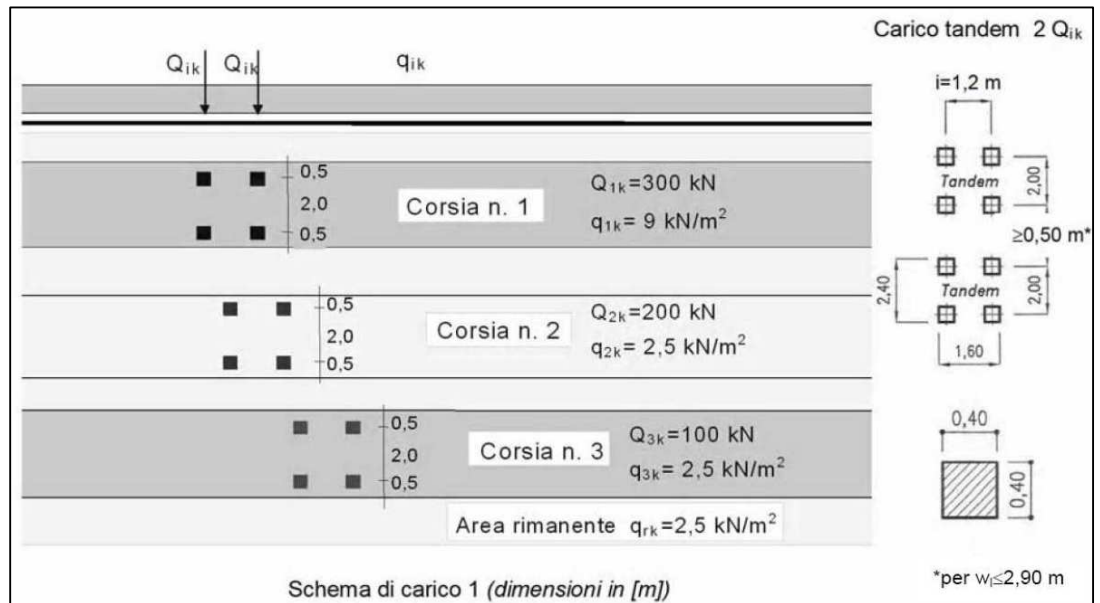 Carico tandem 2 Qik
Qik Qik qik
i=1,2 m
0,5
2,0
0,5
Corsia n. 1
Q1k=300 kN
q1k= 9 kN/m²
Tandem
2,00
≥0,50 m*
0,5
2,0
0,5
Corsia n. 2
Q2k=200 kN
q2k= 2,5 kN/m²
2,40
Tandem
2,00
1,60
0,5
2,0
0,5
Corsia n. 3
Q3k=100 kN
q3k= 2,5 kN/m²
0,40
0,40
Area rimanente qrk=2,5 kN/m²
Schema di carico 1 (dimensioni in [m])
*per wl≤2,90 m